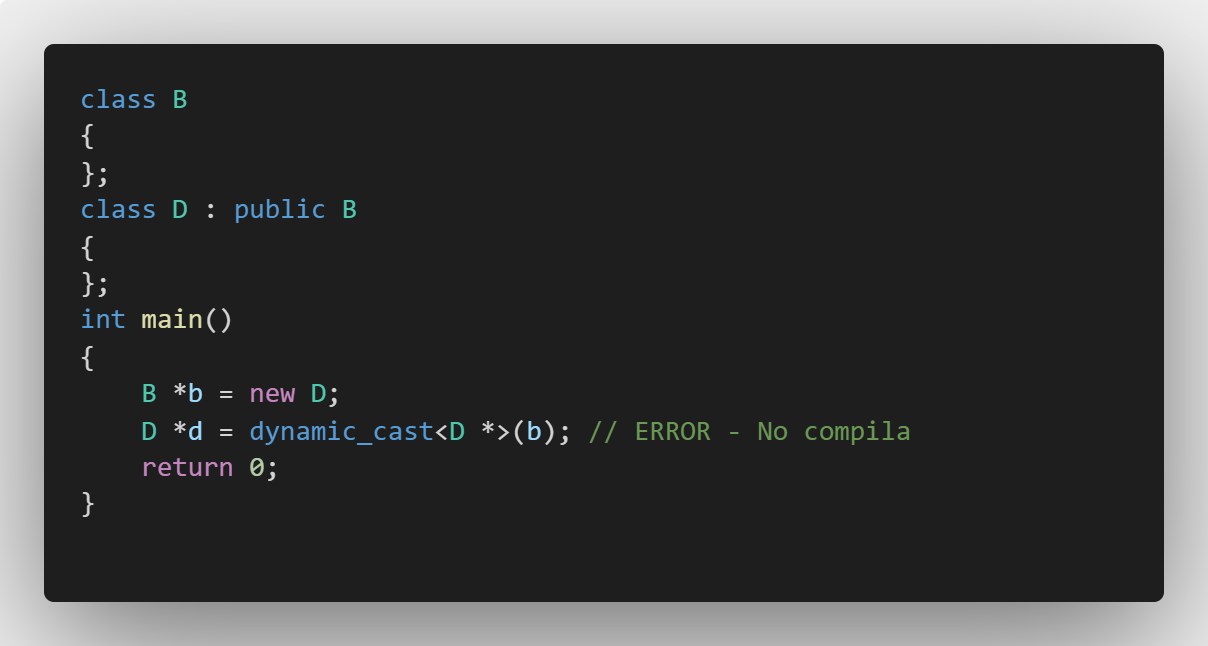 class B
{
};
class D : public B
{
};
int main()
{
    B *b = new D;
    D *d = dynamic_cast<D *>(b); // ERROR - No compila
    return 0;
}